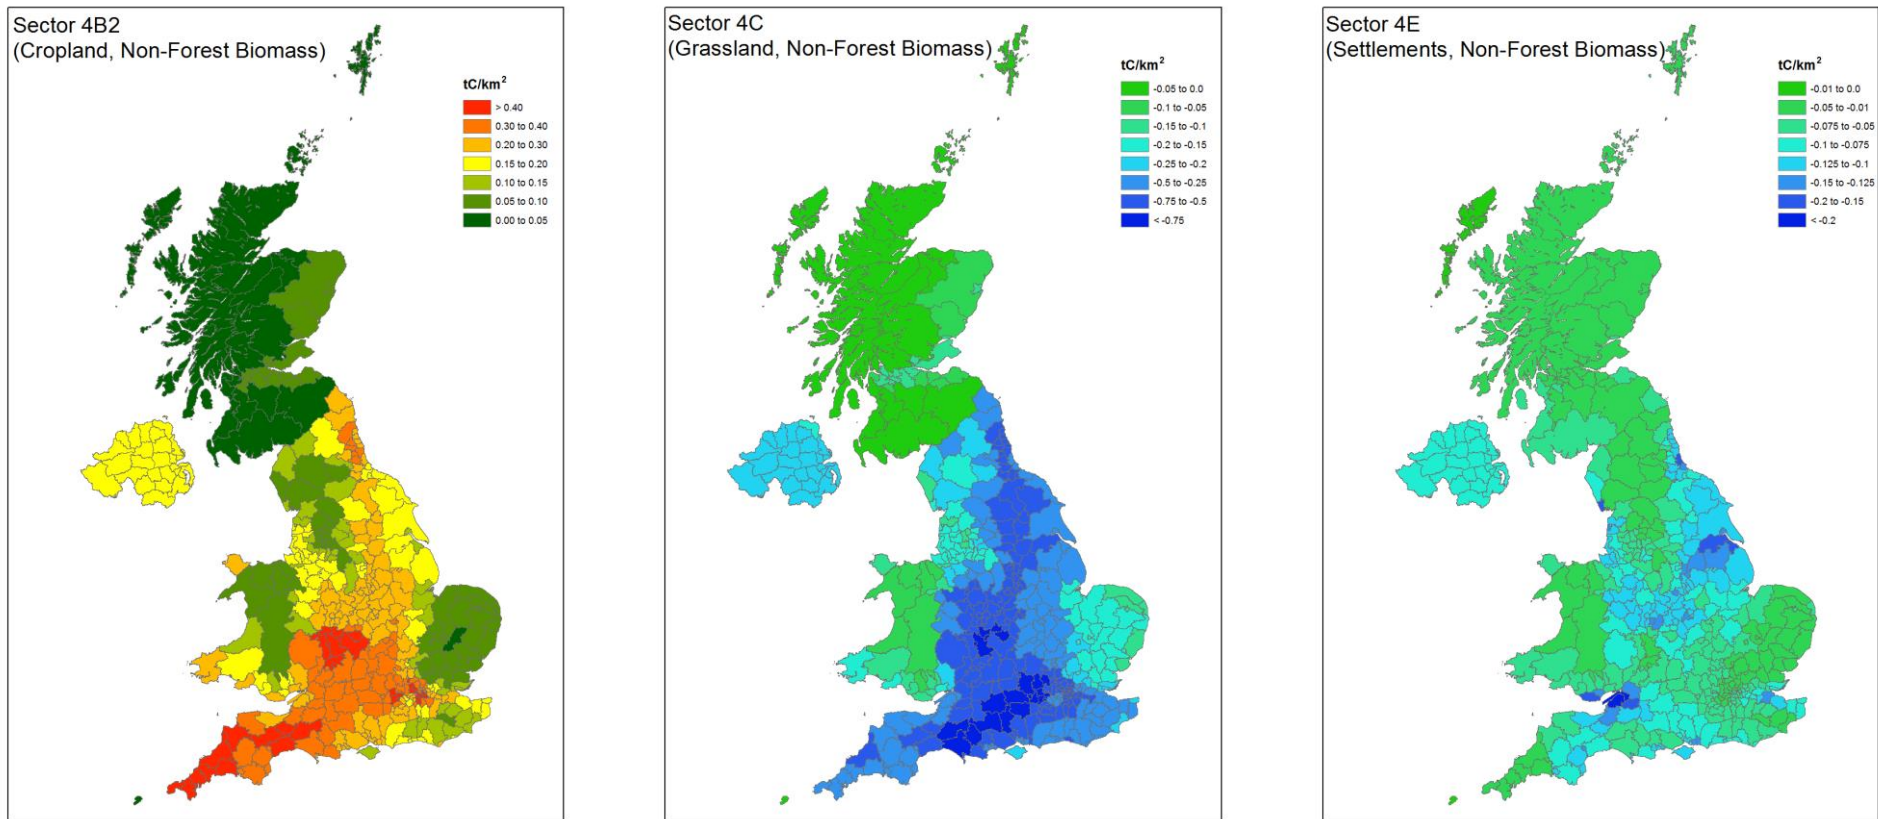 Sector 4B2
(Cropland, Non-Forest Biomass)
tC/km²
> 0.40
0.30 to 0.40
0.20 to 0.30
0.15 to 0.20
0.10 to 0.15
0.05 to 0.10
0.00 to 0.05
Sector 4C
(Grassland, Non-Forest Biomass)
tC/km²
-0.05 to 0.0
-0.1 to -0.05
-0.15 to -0.1
-0.2 to -0.15
-0.25 to -0.2
-0.5 to -0.25
-0.75 to -0.5
< -0.75
Sector 4E
(Settlements, Non-Forest Biomass)
tC/km²
-0.01 to 0.0
-0.05 to -0.01
-0.075 to -0.05
-0.1 to -0.075
-0.125 to -0.1
-0.15 to -0.125
-0.2 to -0.15
< -0.2